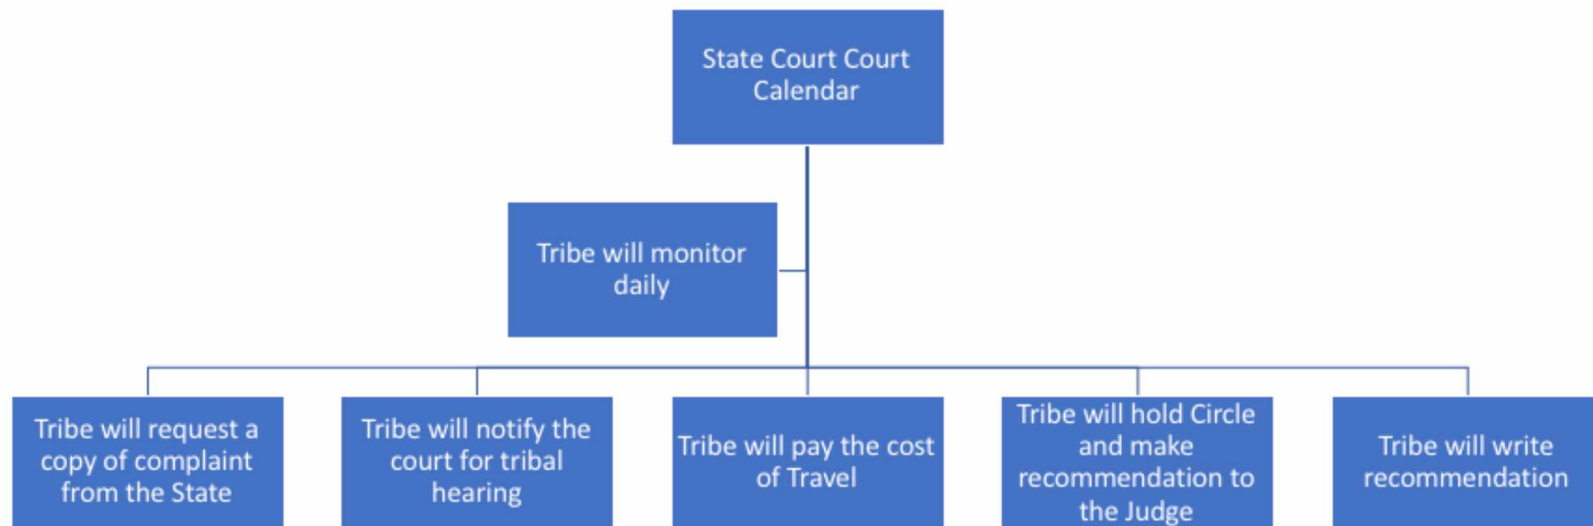 State Court Court
Calendar
Tribe will monitor
daily
Tribe will request a
copy of complaint
from the State
Tribe will notify the
court for tribal
hearing
Tribe will pay the cost
of Travel
Tribe will hold Circle
and make
recommendation to
the Judge
Tribe will write
recommendation